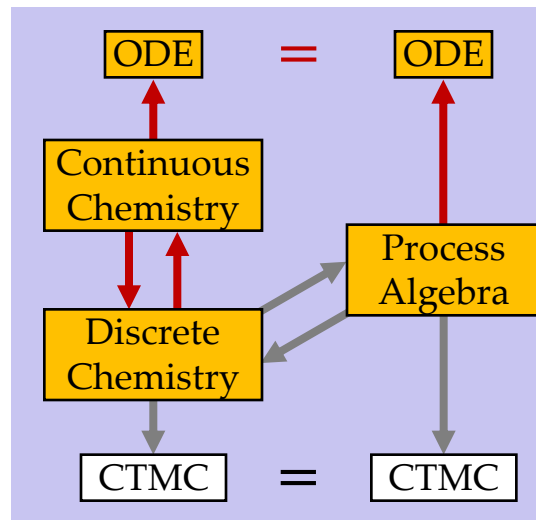 ODE = ODE
Continuous
Chemistry
Process
Algebra
Discrete
Chemistry
CTMC = CTMC